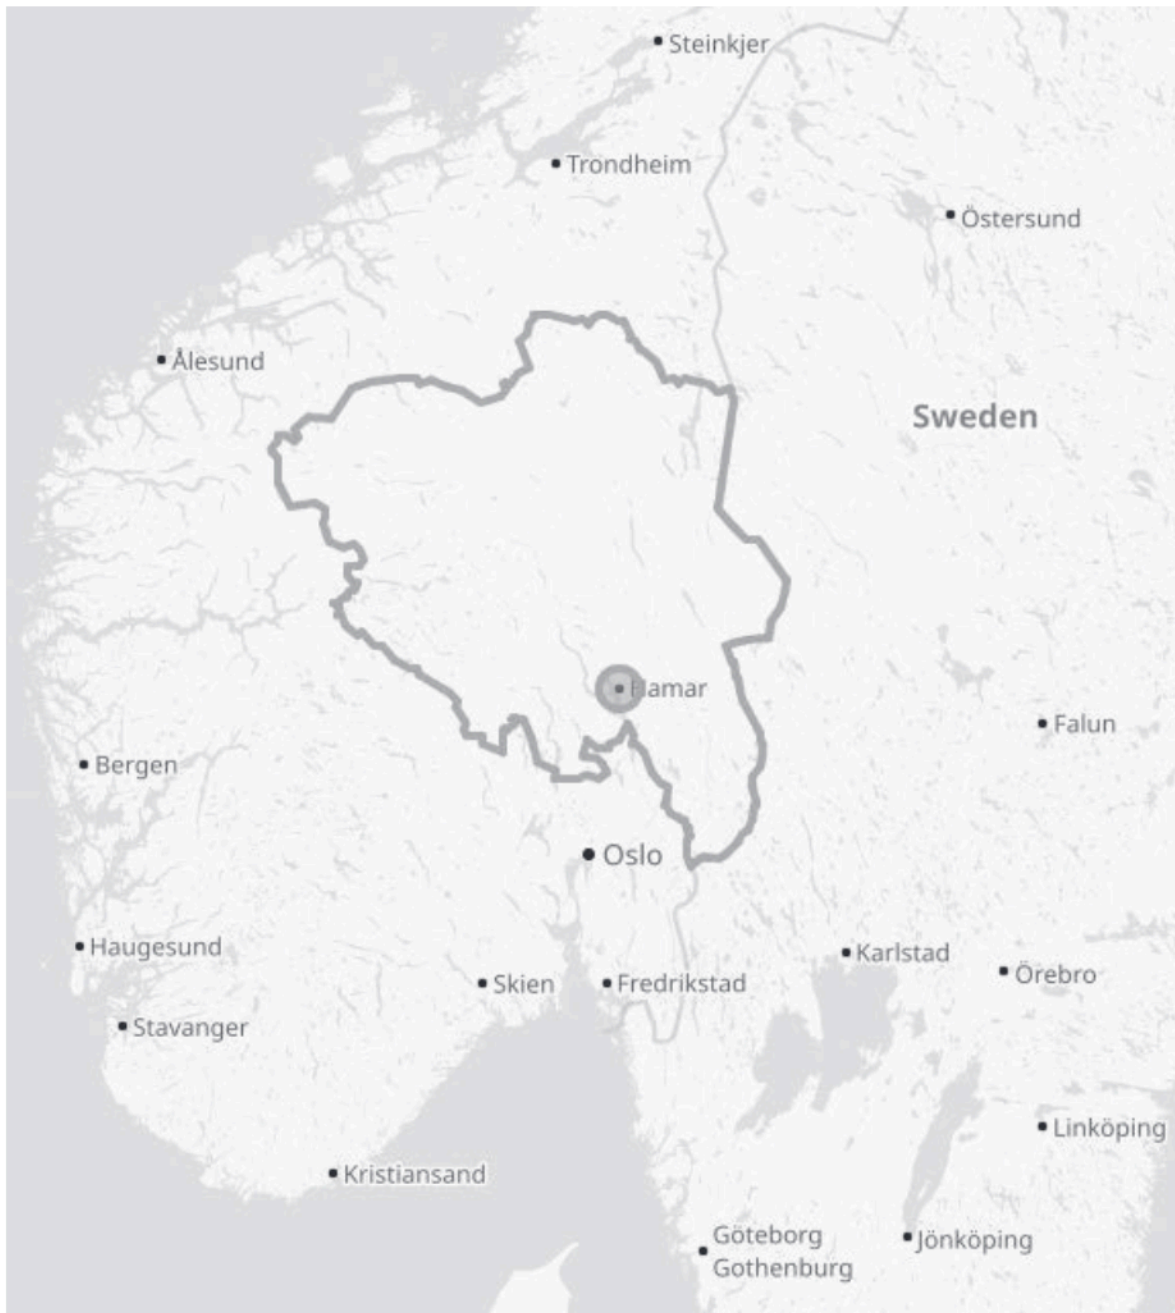 Steinkjer
Trondheim
Östersund
Ålesund
Sweden
Hamar
Falun
Bergen
Oslo
Haugesund
Karlstad
Skien
Fredrikstad
Örebro
Stavanger
Linköping
Kristiansand
Göteborg
Gothenburg
Jönköping